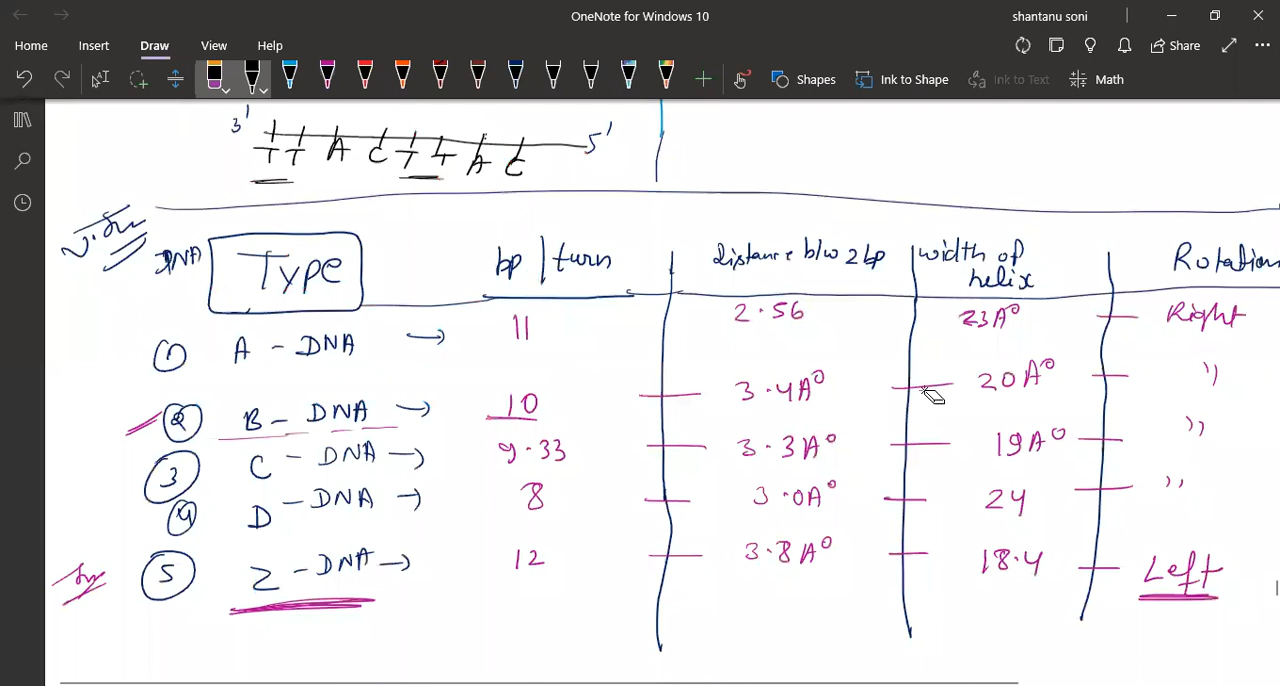 OneNote for Windows 10
shantanu soni
Home Insert Draw View Help
Share
Shapes Ink to Shape Ink to Text Math
3' 5'
T T A C T T A C
DNA Type bp | turn distance b/w 2 bp width of helix Rotation
① A - DNA → 11 2.56 23A° Right
② B - DNA → 10 3.4A° 20A° ,,
③ C - DNA → 9.33 3.3A° 19A° ,,
④ D - DNA → 8 3.0A° 24 ,,
⑤ Z - DNA → 12 3.8A° 18.4 Left